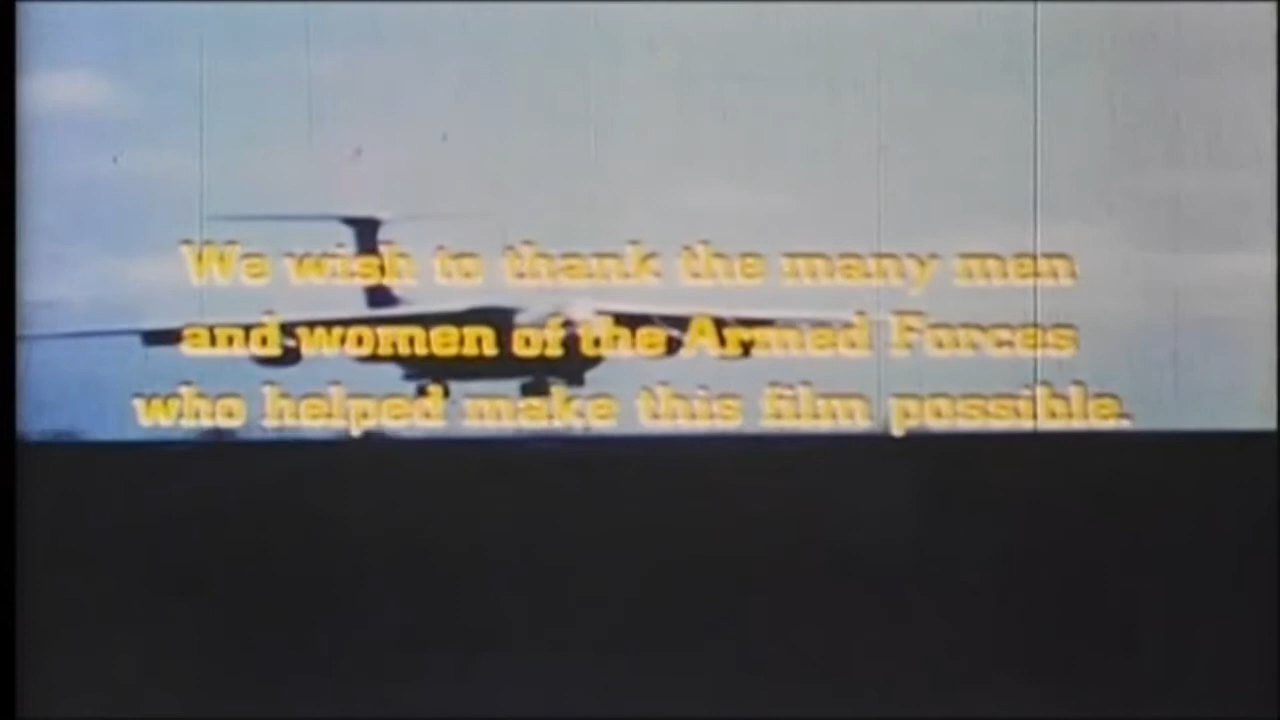 We wish to thank the many men
and women of the Armed Forces
who helped make this film possible.